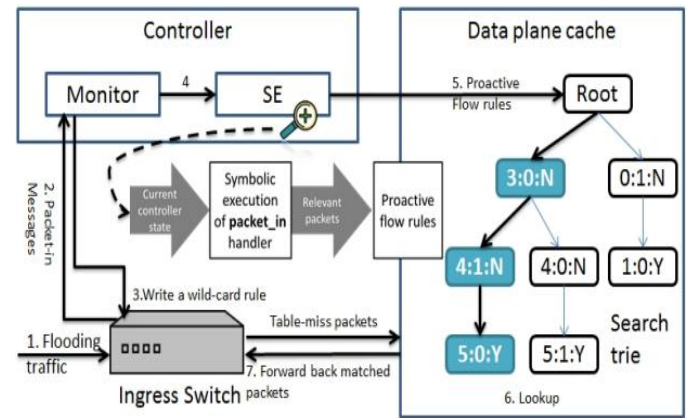 Controller
Monitor
4
SE
2. Packet-in
Messages
Current
controller
state
Symbolic
execution
of packet_in
handler
Relevant
packets
Proactive
flow rules
3.Write a wild-card rule
1. Flooding
traffic
Ingress Switch
Table-miss packets
7. Forward back matched
packets
Data plane cache
5. Proactive
Flow rules
Root
3:0:N
0:1:N
4:1:N
4:0:N
1:0:Y
5:0:Y
5:1:Y
Search
trie
6. Lookup